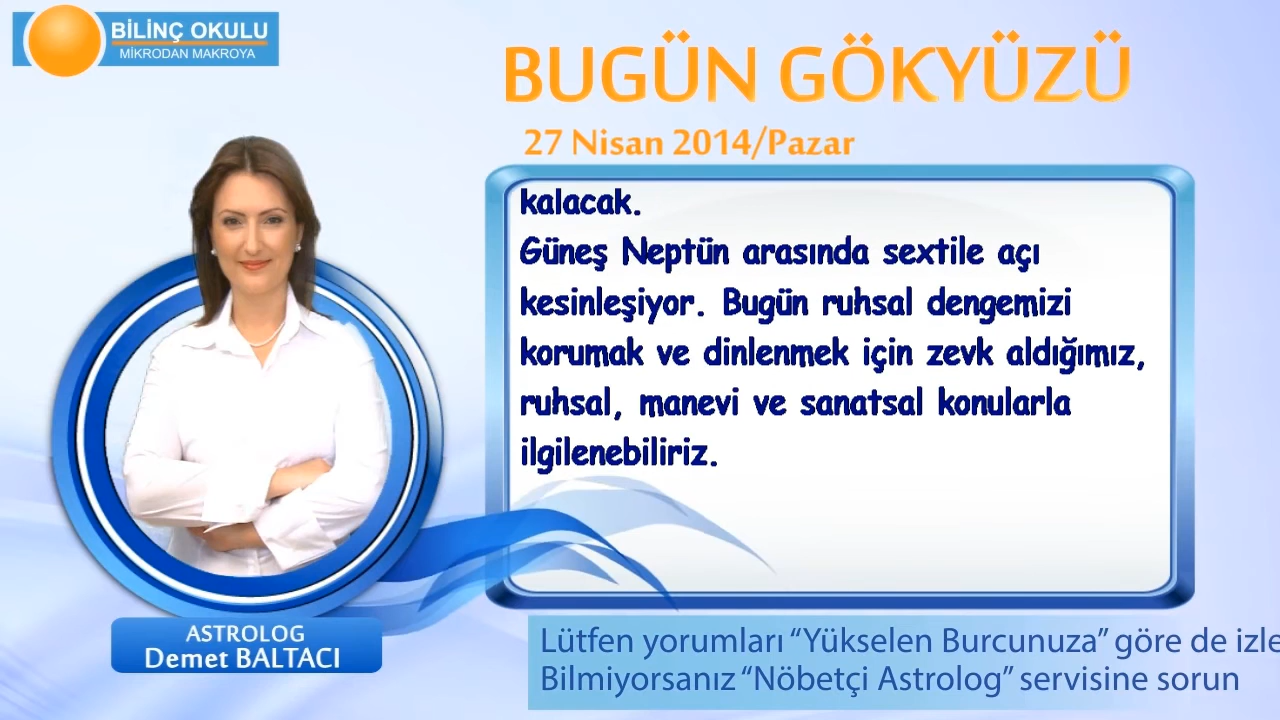 BİLİNÇ OKULU
MİKRODAN MAKROYA
BUGÜN GÖKYÜZÜ
27 Nisan 2014/Pazar
kalacak.
Güneş Neptün arasında sextile açı
kesinleşiyor. Bugün ruhsal dengemizi
korumak ve dinlenmek için zevk aldığımız,
ruhsal, manevi ve sanatsal konularla
ilgilenebiliriz.
ASTROLOG
Demet BALTACI
Lütfen yorumları “Yükselen Burcunuza” göre de izle
Bilmiyorsanız “Nöbetçi Astrolog” servisine sorun